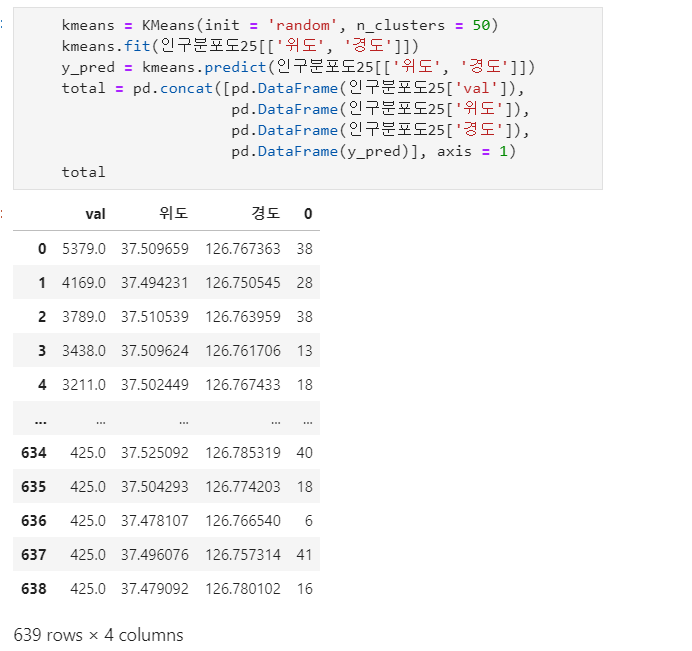 kmeans = KMeans(init = 'random', n_clusters = 50)
kmeans.fit(인구분포도25[['위도', '경도']])
y_pred = kmeans.predict(인구분포도25[['위도', '경도']])
total = pd.concat([pd.DataFrame(인구분포도25['val']),
pd.DataFrame(인구분포도25['위도']),
pd.DataFrame(인구분포도25['경도']),
pd.DataFrame(y_pred)], axis = 1)
total
val 위도 경도 0
0 5379.0 37.509659 126.767363 38
1 4169.0 37.494231 126.750545 28
2 3789.0 37.510539 126.763959 38
3 3438.0 37.509624 126.761706 13
4 3211.0 37.502449 126.767433 18
... ... ... ... ...
634 425.0 37.525092 126.785319 40
635 425.0 37.504293 126.774203 18
636 425.0 37.478107 126.766540 6
637 425.0 37.496076 126.757314 41
638 425.0 37.479092 126.780102 16
639 rows × 4 columns